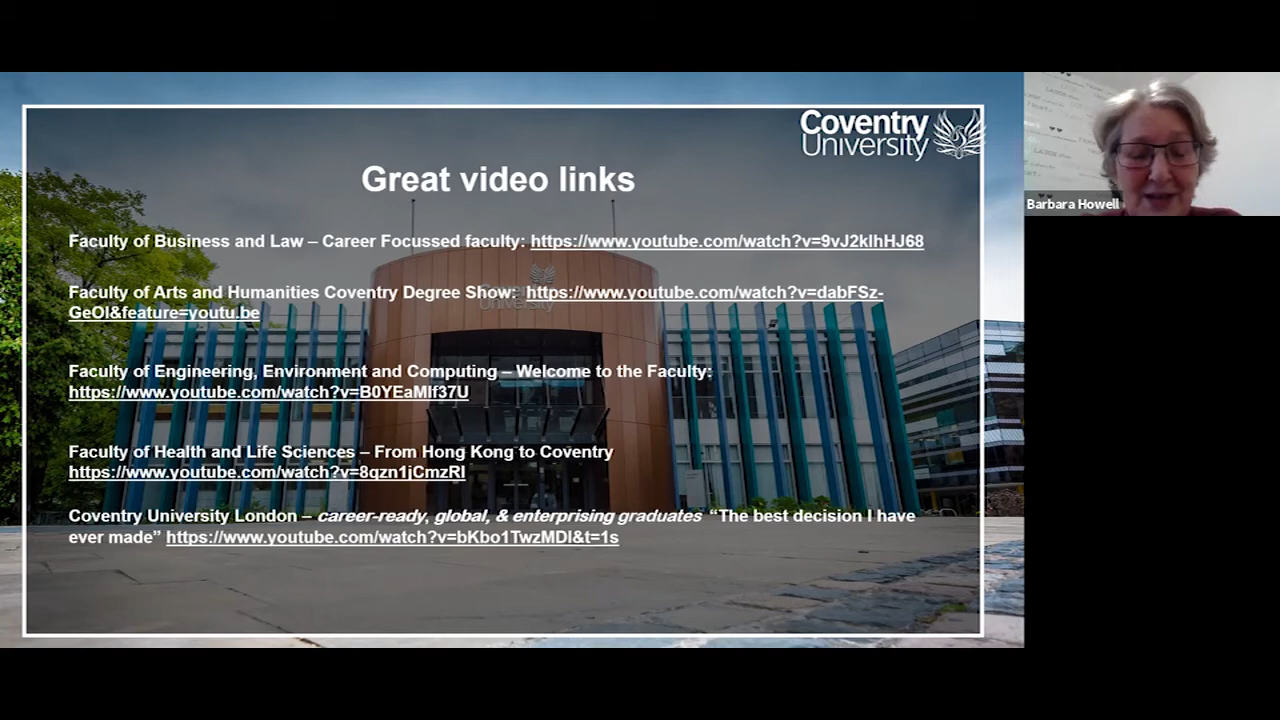 Coventry
University
Great video links
Faculty of Business and Law – Career Focussed faculty: https://www.youtube.com/watch?v=9vJ2klhHJ68
Faculty of Arts and Humanities Coventry Degree Show: https://www.youtube.com/watch?v=dabFSz-
GeOI&feature=youtu.be
Faculty of Engineering, Environment and Computing – Welcome to the Faculty:
https://www.youtube.com/watch?v=B0YEaMIf37U
Faculty of Health and Life Sciences – From Hong Kong to Coventry
https://www.youtube.com/watch?v=8qzn1jCmzRI
Coventry University London – career-ready, global, & enterprising graduates “The best decision I have
ever made” https://www.youtube.com/watch?v=bKbo1TwzMDI&t=1s
Barbara Howell